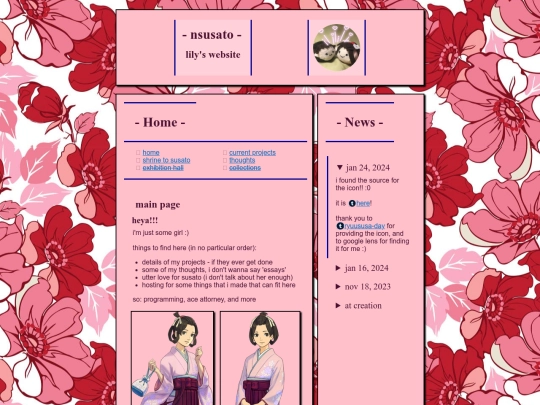 - nsusato -
lily's website
- Home -
home
shrine to susato
exhibition hall
current projects
thoughts
collections
main page
heya!!!
i'm just some girl :)
things to find here (in no particular order):
details of my projects - if they ever get done
some of my thoughts, i don't wanna say 'essays'
utter love for susato (i don't talk about her enough)
hosting for some things that i made that can fit here
so: programming, ace attorney, and more
- News -
▼ jan 24, 2024
i found the source for
the icon!! :0
it is here!
thank you to
ryuususa-day for
providing the icon, and
to google lens for finding
it for me :)
▶ jan 16, 2024
▶ nov 18, 2023
▶ at creation